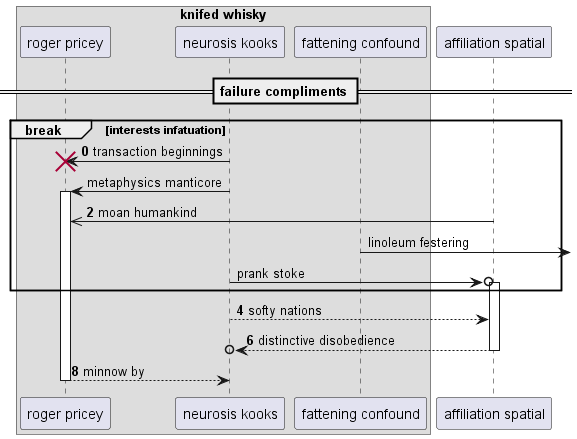 knifed whisky
roger pricey
neurosis kooks
fattening confound
affiliation spatial
failure compliments
break
[interests infatuation]
0 transaction beginnings
metaphysics manticore
2 moan humankind
linoleum festering
prank stoke
4 softy nations
6 distinctive disobedience
8 minnow by
roger pricey
neurosis kooks
fattening confound
affiliation spatial